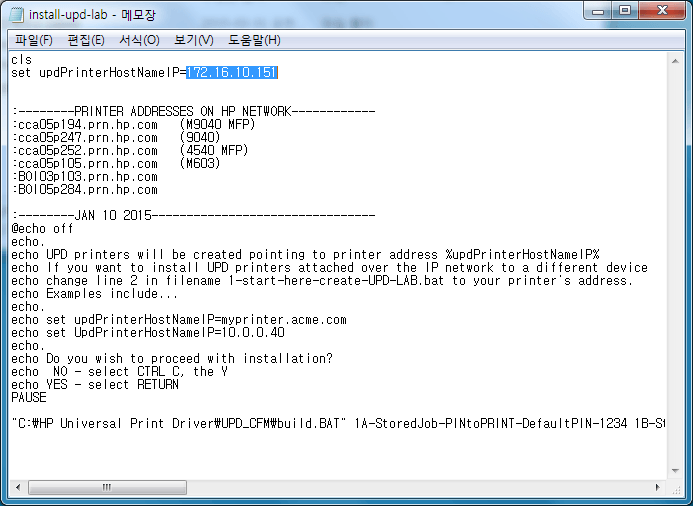 install-upd-lab - 메모장
파일(F) 편집(E) 서식(O) 보기(V) 도움말(H)
cls
set updPrinterHostNameIP=172.16.10.151
:--------PRINTER ADDRESSES ON HP NETWORK------------
:cca05p194.prn.hp.com (M9040 MFP)
:cca05p247.prn.hp.com (9040)
:cca05p252.prn.hp.com (4540 MFP)
:cca05p105.prn.hp.com (M603)
:BOI03p103.prn.hp.com
:BOI05p284.prn.hp.com
:--------JAN 10 2015--------------------------------
@echo off
echo.
echo UPD printers will be created pointing to printer address %updPrinterHostNameIP%
echo If you want to install UPD printers attached over the IP network to a different device
echo change line 2 in filename 1-start-here-create-UPD-LAB.bat to your printer's address.
echo Examples include...
echo.
echo set updPrinterHostNameIP=myprinter.acme.com
echo set UpdPrinterHostNameIP=10.0.0.40
echo.
echo Do you wish to proceed with installation?
echo  NO - select CTRL C, the Y
echo YES - select RETURN
PAUSE
"C:\HP Universal Print Driver\UPD_CFM\build.BAT" 1A-StoredJob-PINtoPRINT-DefaultPIN-1234 1B-St